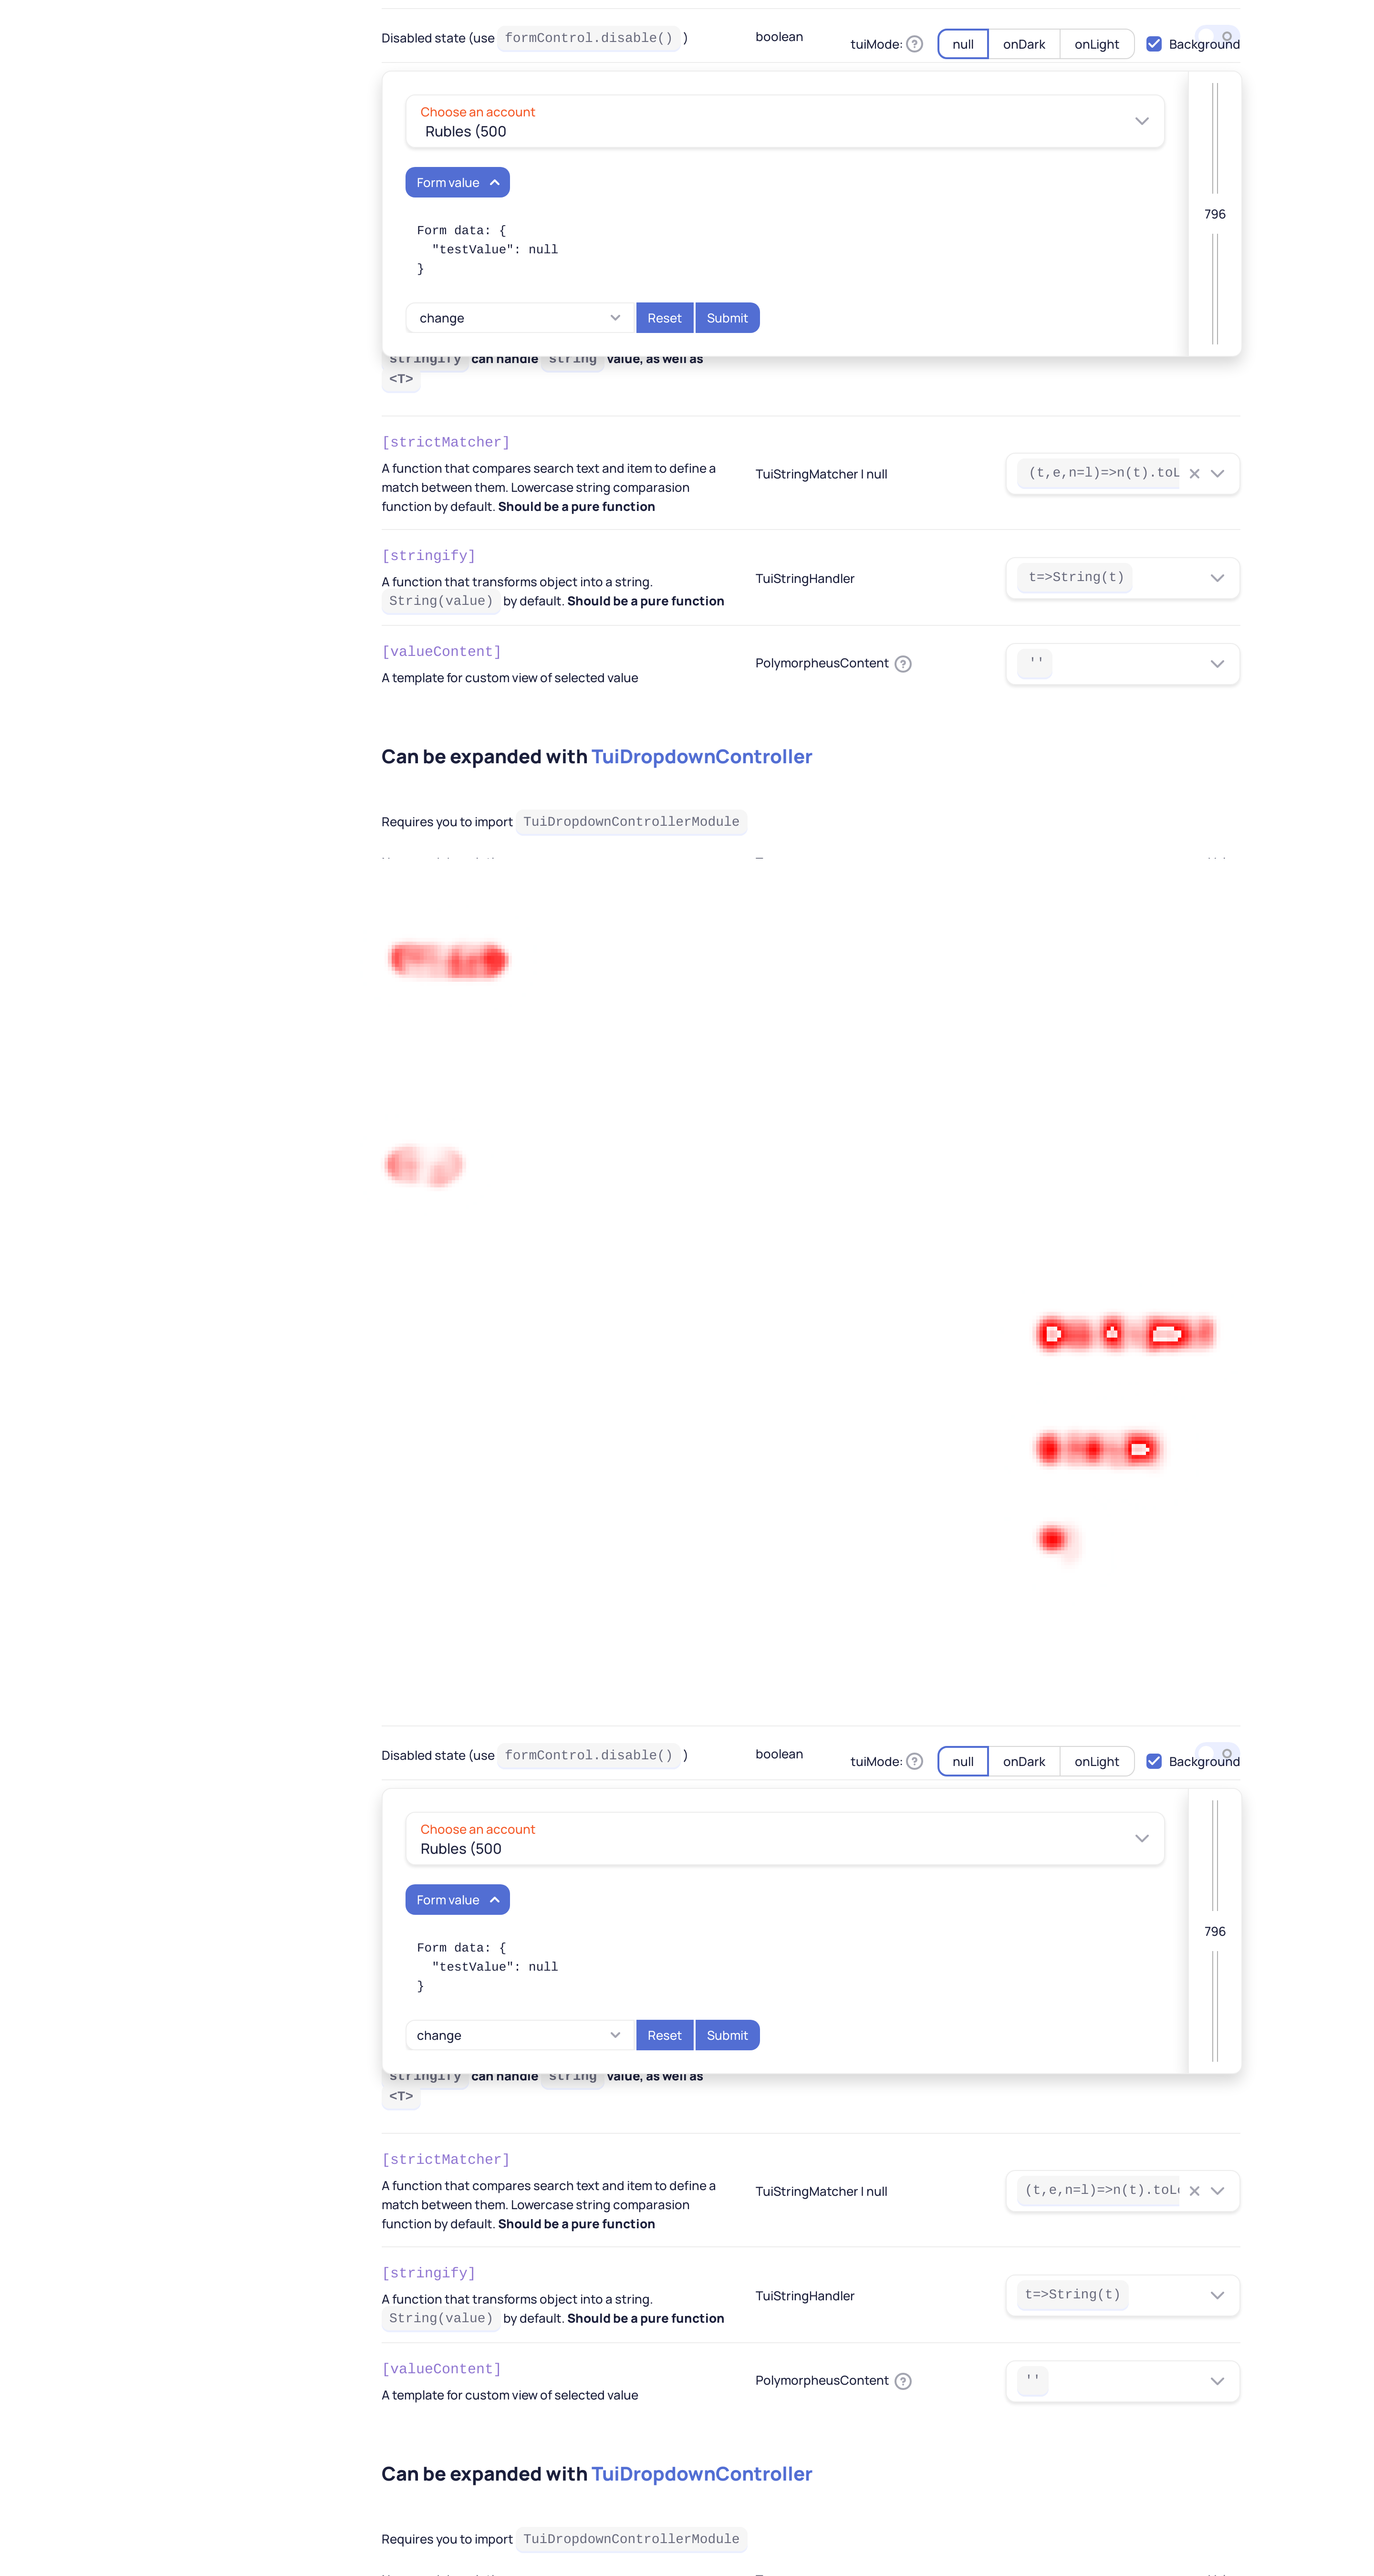 Disabled state (use formControl.disable() ) boolean tuiMode: ? null onDark onLight Background
Choose an account
Rubles (500
Form value
796
Form data: {
"testValue": null
}
change Reset Submit
stringify can handle string value, as well as
<T>
[strictMatcher]
A function that compares search text and item to define a
match between them. Lowercase string comparasion
function by default. Should be a pure function
TuiStringMatcher | null
(t,e,n=l)=>n(t).toL
[stringify]
A function that transforms object into a string.
String(value) by default. Should be a pure function
TuiStringHandler
t=>String(t)
[valueContent]
A template for custom view of selected value
PolymorpheusContent ?
''
Can be expanded with TuiDropdownController
Requires you to import TuiDropdownControllerModule
Disabled state (use formControl.disable() ) boolean tuiMode: ? null onDark onLight Background
Choose an account
Rubles (500
Form value
796
Form data: {
"testValue": null
}
change Reset Submit
stringify can handle string value, as well as
<T>
[strictMatcher]
A function that compares search text and item to define a
match between them. Lowercase string comparasion
function by default. Should be a pure function
TuiStringMatcher | null
(t,e,n=l)=>n(t).toL
[stringify]
A function that transforms object into a string.
String(value) by default. Should be a pure function
TuiStringHandler
t=>String(t)
[valueContent]
A template for custom view of selected value
PolymorpheusContent ?
''
Can be expanded with TuiDropdownController
Requires you to import TuiDropdownControllerModule